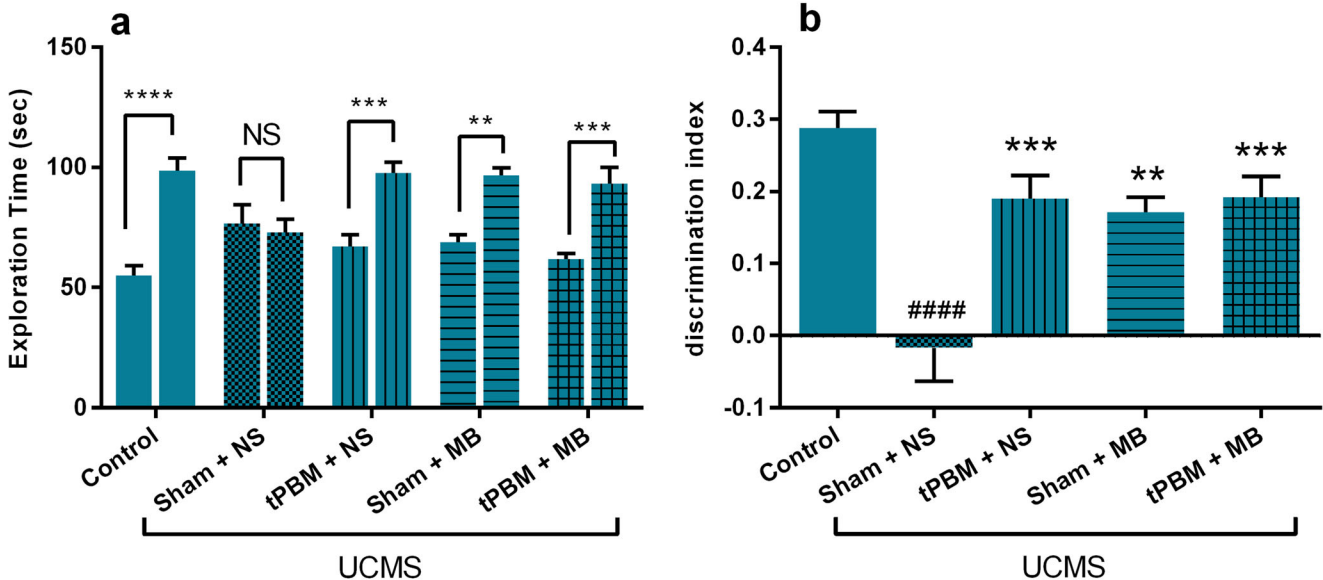 a
Exploration Time (sec)
150
100
50
0
****
NS
***
**
***
Control
Sham + NS
tPBM + NS
Sham + MB
tPBM + MB
UCMS
b
discrimination index
0.4
0.3
0.2
0.1
0.0
-0.1
####
***
**
***
Control
Sham + NS
tPBM + NS
Sham + MB
tPBM + MB
UCMS